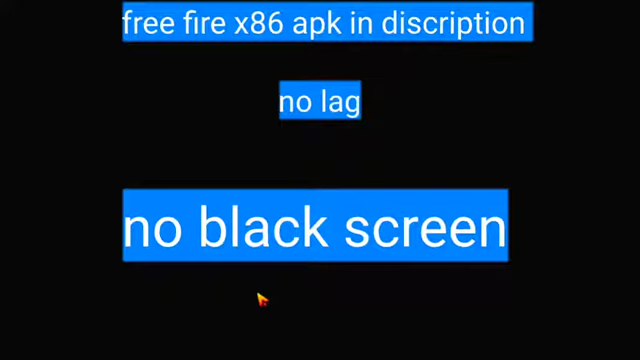 free fire x86 apk in discription
no lag
no black screen